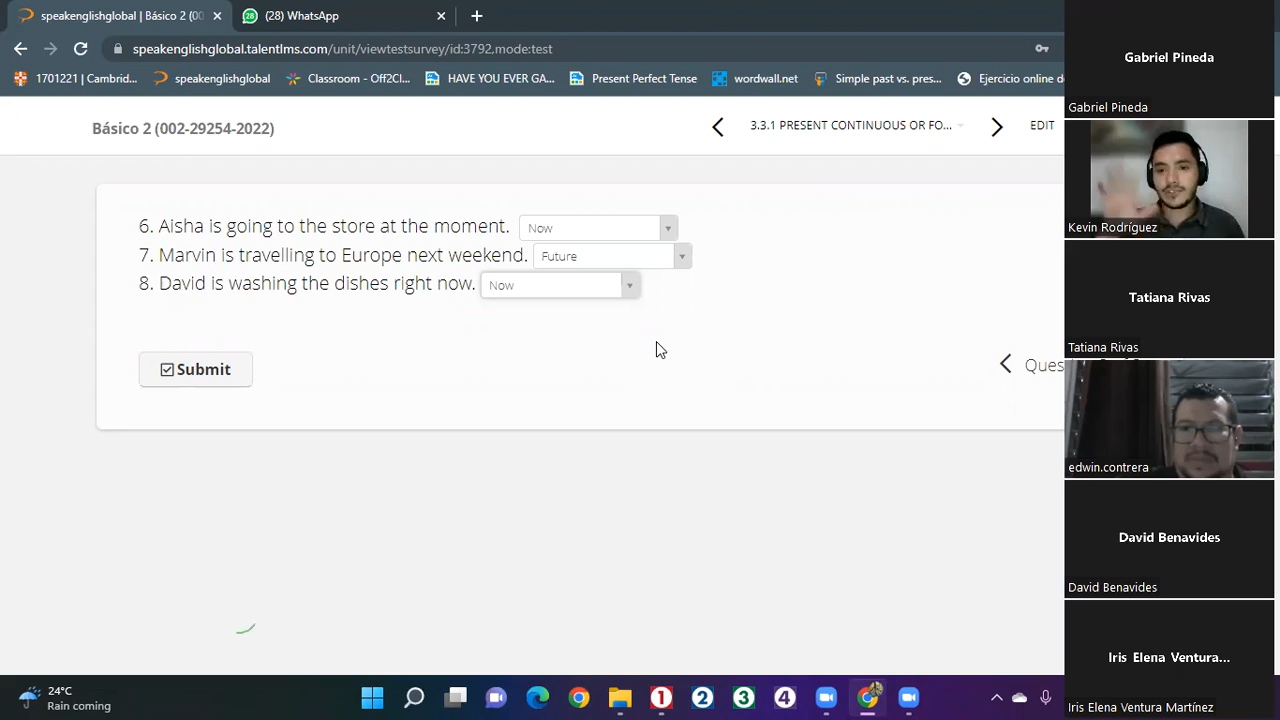 speakenglishglobal | Básico 2 (00
(28) WhatsApp
speakenglishglobal.talentlms.com/unit/viewtestsurvey/id:3792,mode:test
1701221 | Cambrid...
speakenglishglobal
Classroom - Off2Cl...
HAVE YOU EVER GA...
Present Perfect Tense
wordwall.net
Simple past vs. pres...
Ejercicio online d
Básico 2 (002-29254-2022)
3.3.1 PRESENT CONTINUOUS OR FO...
EDIT
6. Aisha is going to the store at the moment. Now
7. Marvin is travelling to Europe next weekend. Future
8. David is washing the dishes right now. Now
Submit
Ques
Gabriel Pineda
Gabriel Pineda
Kevin Rodríguez
Tatiana Rivas
Tatiana Rivas
edwin.contrera
David Benavides
David Benavides
Iris Elena Ventura...
Iris Elena Ventura Martínez
24°C
Rain coming
1
2
3
4